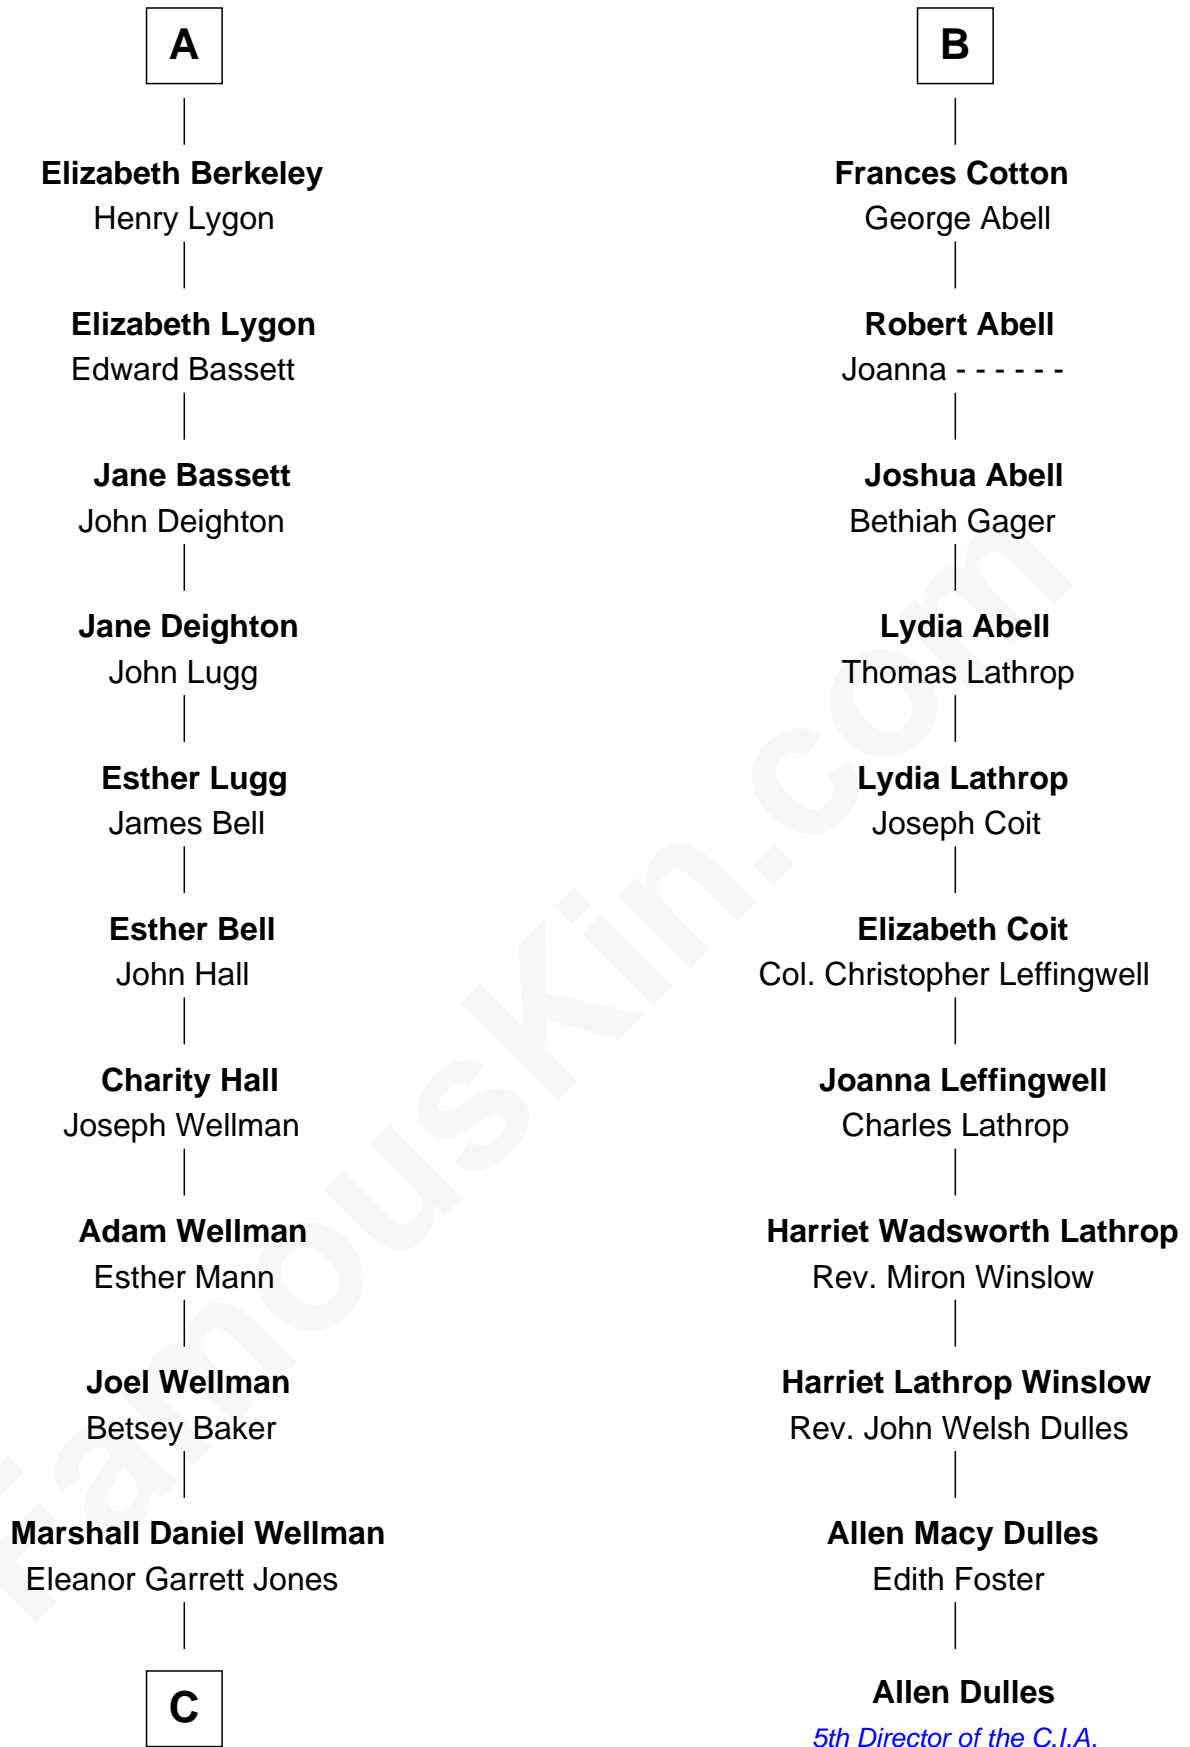 A
Elizabeth Berkeley
Henry Lygon
Elizabeth Lygon
Edward Bassett
Jane Bassett
John Deighton
Jane Deighton
John Lugg
Esther Lugg
James Bell
Esther Bell
John Hall
Charity Hall
Joseph Wellman
Adam Wellman
Esther Mann
Joel Wellman
Betsey Baker
Marshall Daniel Wellman
Eleanor Garrett Jones
C
B
Frances Cotton
George Abell
Robert Abell
Joanna - - - - - -
Joshua Abell
Bethiah Gager
Lydia Abell
Thomas Lathrop
Lydia Lathrop
Joseph Coit
Elizabeth Coit
Col. Christopher Leffingwell
Joanna Leffingwell
Charles Lathrop
Harriet Wadsworth Lathrop
Rev. Miron Winslow
Harriet Lathrop Winslow
Rev. John Welsh Dulles
Allen Macy Dulles
Edith Foster
Allen Dulles
5th Director of the C.I.A.
FamousKin.com